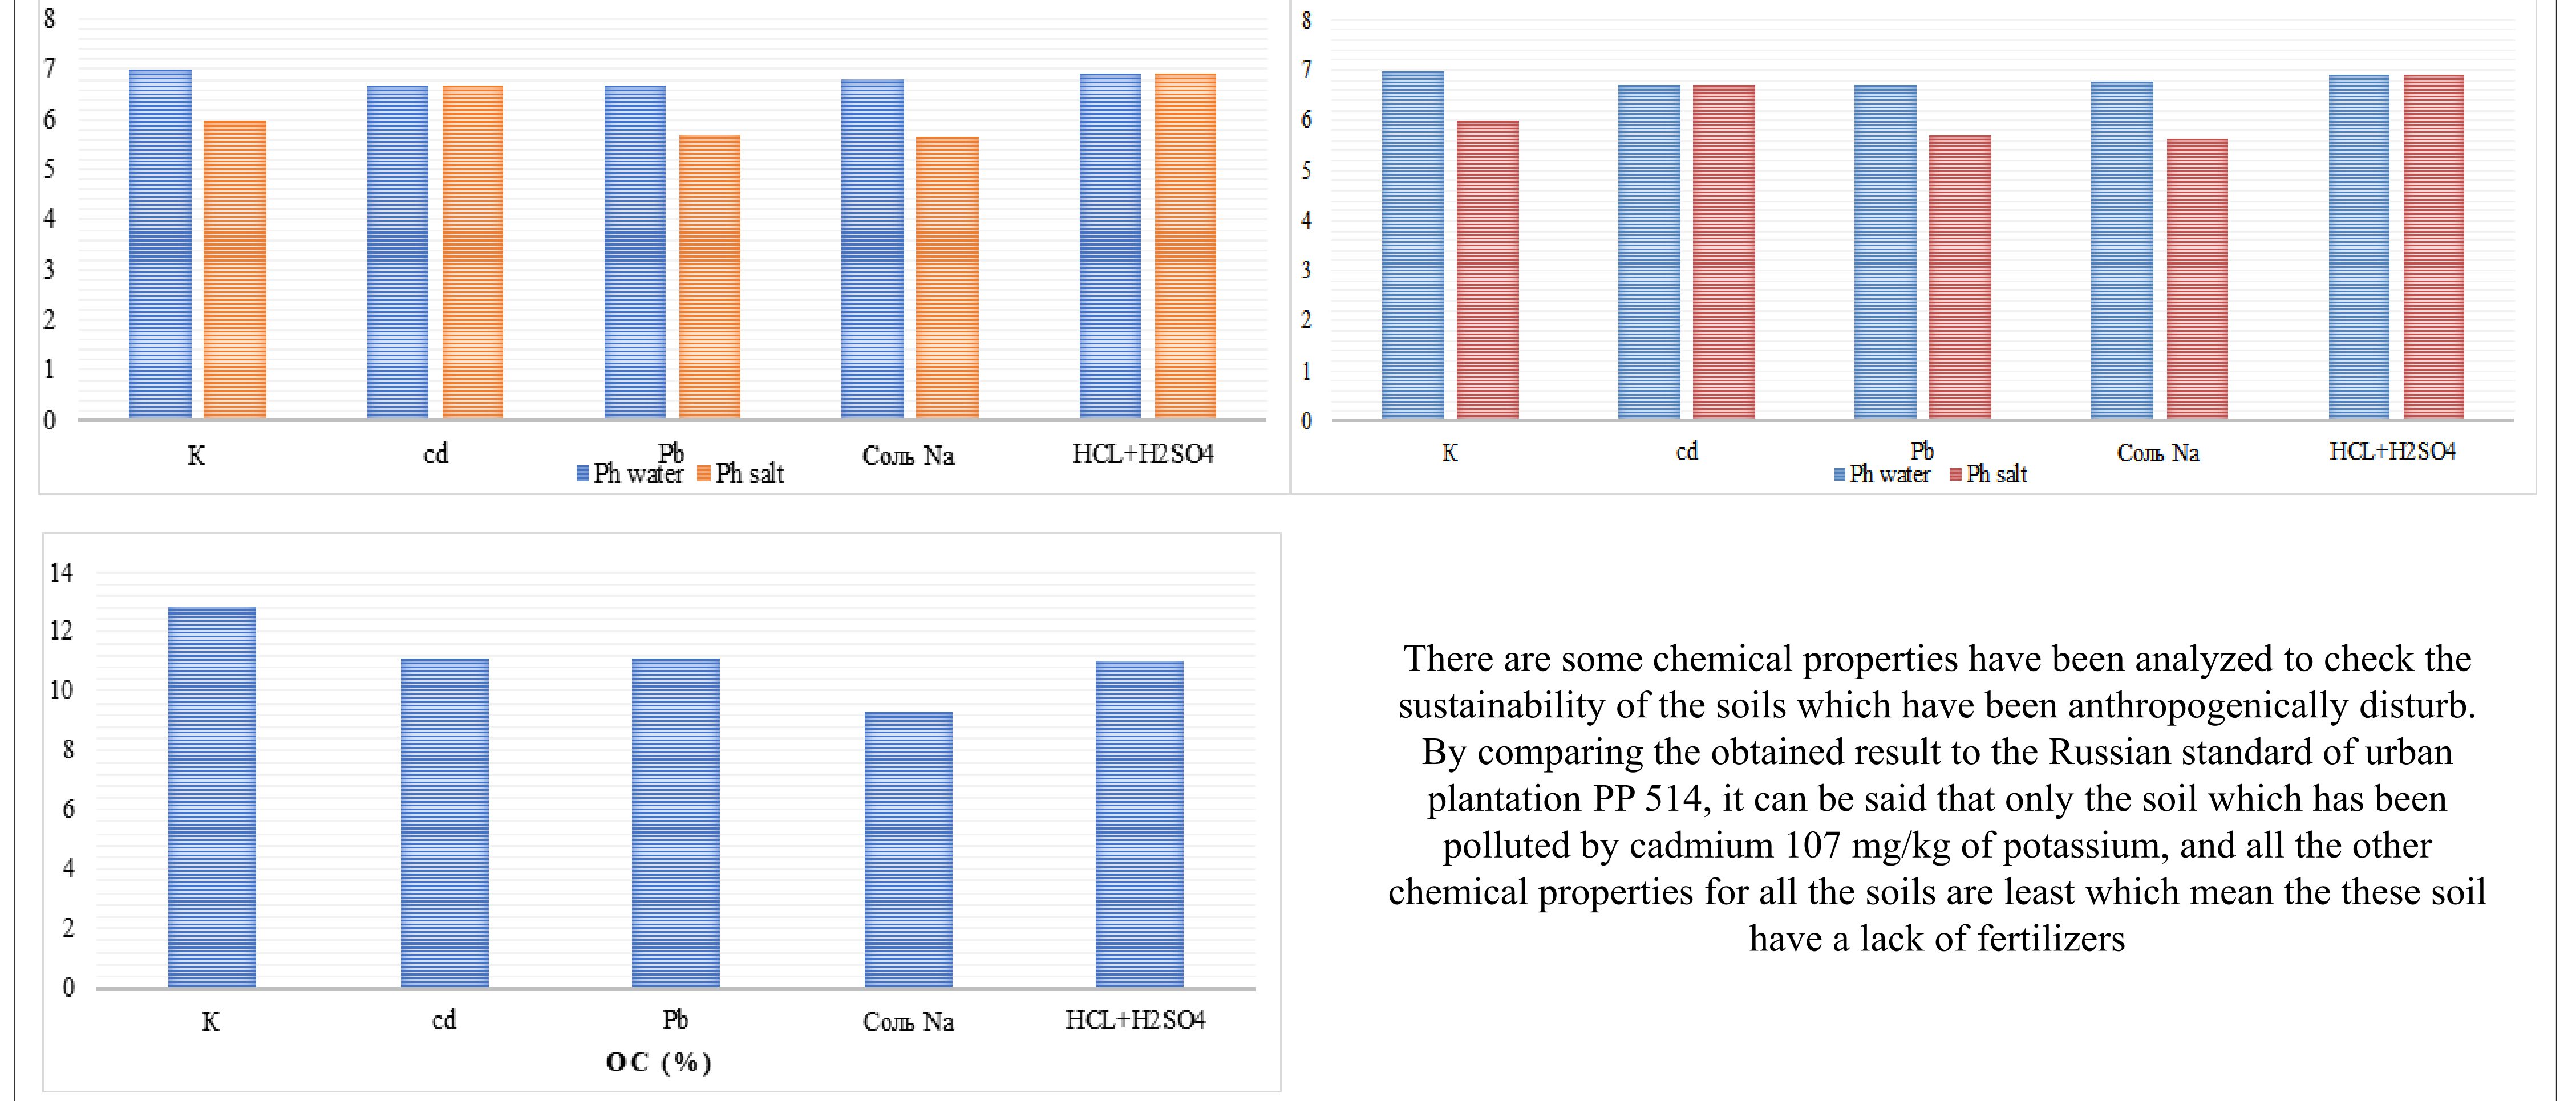 8
7
6
5
4
3
2
1
0
К cd Pb Соль Na HCL+H2SO4
Ph water Ph salt
8
7
6
5
4
3
2
1
0
К cd Pb Соль Na HCL+H2SO4
Ph water Ph salt
14
12
10
8
6
4
2
0
К cd Pb Соль Na HCL+H2SO4
OC (%)
There are some chemical properties have been analyzed to check the
sustainability of the soils which have been anthropogenically disturb.
By comparing the obtained result to the Russian standard of urban
plantation PP 514, it can be said that only the soil which has been
polluted by cadmium 107 mg/kg of potassium, and all the other
chemical properties for all the soils are least which mean the these soil
have a lack of fertilizers